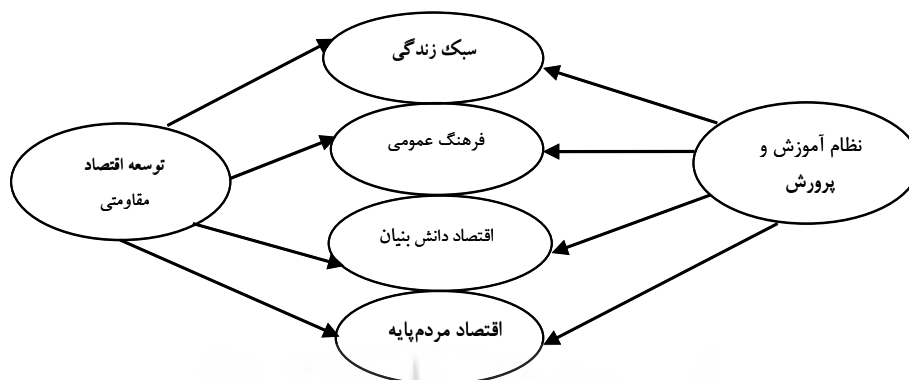 سبک زندگی
فرهنگ عمومی
نظام آموزش و
پرورش
توسعه اقتصاد
مقاومتی
اقتصاد دانش بنیان
اقتصاد مردم‌پایه